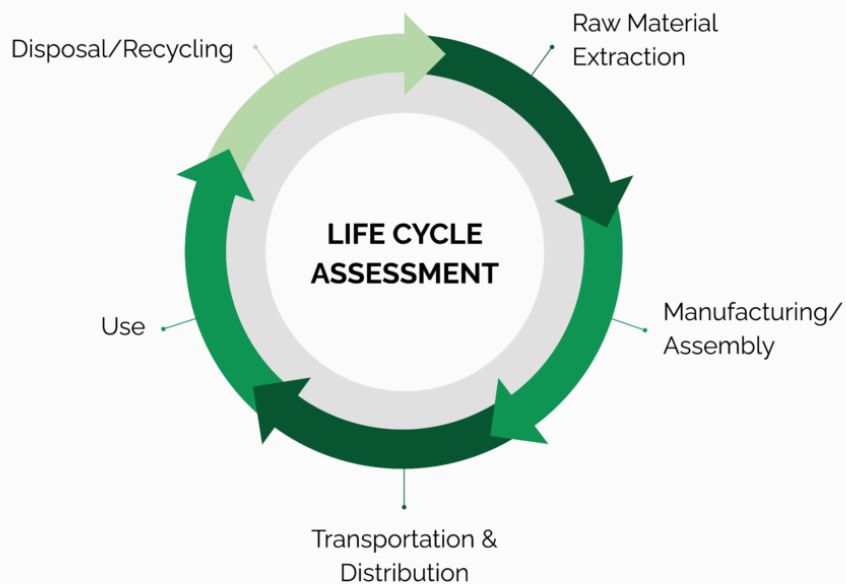 Disposal/Recycling
Raw Material
Extraction
LIFE CYCLE
ASSESSMENT
Use
Manufacturing/
Assembly
Transportation &
Distribution